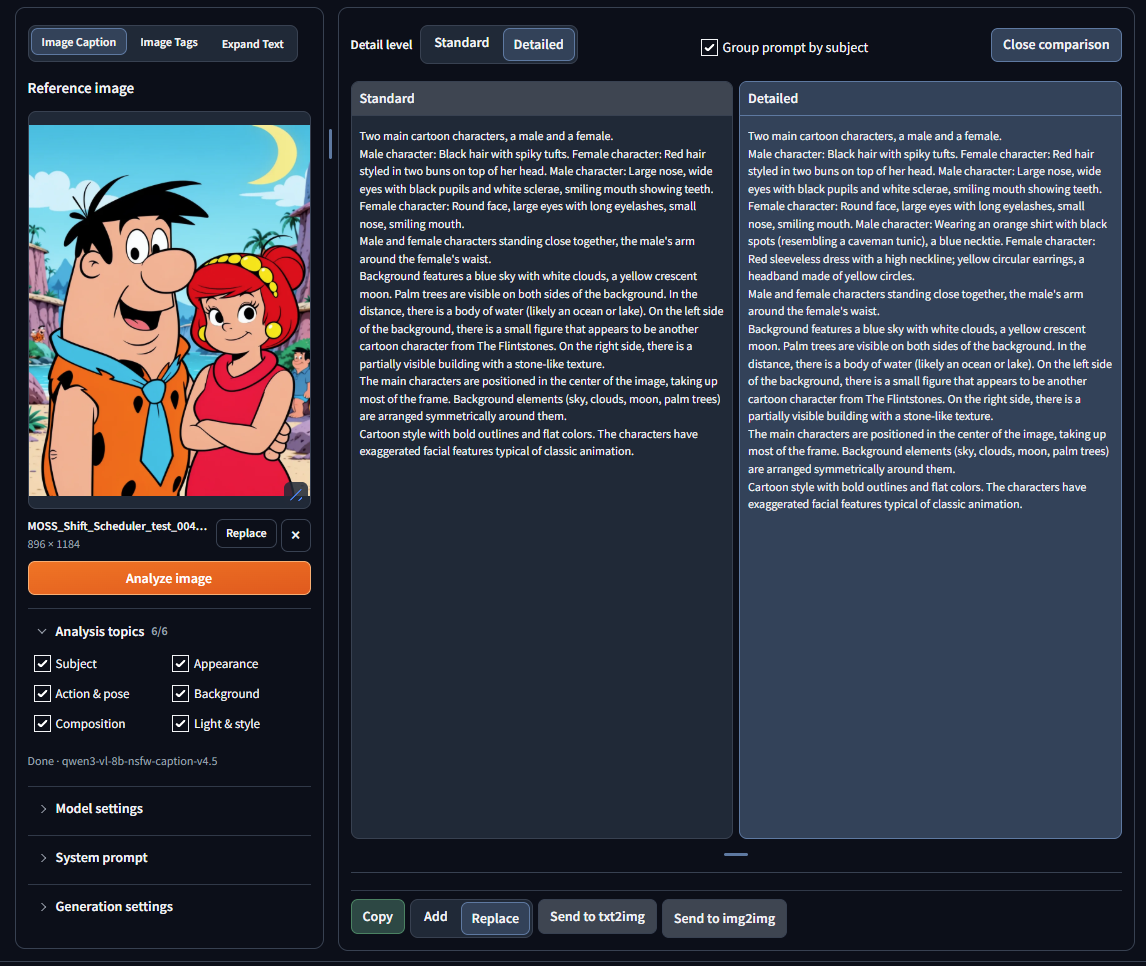 Image Caption
Image Tags
Expand Text
Reference image
MOSS_Shift_Scheduler_test_004...
896 × 1184
Replace
×
Analyze image
Analysis topics 6/6
Subject
Appearance
Action & pose
Background
Composition
Light & style
Done · qwen3-vl-8b-nsfw-caption-v4.5
Model settings
System prompt
Generation settings
Detail level
Standard
Detailed
Group prompt by subject
Close comparison
Standard
Two main cartoon characters, a male and a female.
Male character: Black hair with spiky tufts. Female character: Red hair
styled in two buns on top of her head. Male character: Large nose, wide
eyes with black pupils and white sclerae, smiling mouth showing teeth.
Female character: Round face, large eyes with long eyelashes, small
nose, smiling mouth.
Male and female characters standing close together, the male's arm
around the female's waist.
Background features a blue sky with white clouds, a yellow crescent
moon. Palm trees are visible on both sides of the background. In the
distance, there is a body of water (likely an ocean or lake). On the left side
of the background, there is a small figure that appears to be another
cartoon character from The Flintstones. On the right side, there is a
partially visible building with a stone-like texture.
The main characters are positioned in the center of the image, taking up
most of the frame. Background elements (sky, clouds, moon, palm trees)
are arranged symmetrically around them.
Cartoon style with bold outlines and flat colors. The characters have
exaggerated facial features typical of classic animation.
Detailed
Two main cartoon characters, a male and a female.
Male character: Black hair with spiky tufts. Female character: Red hair
styled in two buns on top of her head. Male character: Large nose, wide
eyes with black pupils and white sclerae, smiling mouth showing teeth.
Female character: Round face, large eyes with long eyelashes, small
nose, smiling mouth. Male character: Wearing an orange shirt with black
spots (resembling a caveman tunic), a blue necktie. Female character:
Red sleeveless dress with a high neckline; yellow circular earrings, a
headband made of yellow circles.
Male and female characters standing close together, the male's arm
around the female's waist.
Background features a blue sky with white clouds, a yellow crescent
moon. Palm trees are visible on both sides of the background. In the
distance, there is a body of water (likely an ocean or lake). On the left side
of the background, there is a small figure that appears to be another
cartoon character from The Flintstones. On the right side, there is a
partially visible building with a stone-like texture.
The main characters are positioned in the center of the image, taking up
most of the frame. Background elements (sky, clouds, moon, palm trees)
are arranged symmetrically around them.
Cartoon style with bold outlines and flat colors. The characters have
exaggerated facial features typical of classic animation.
Copy
Add
Replace
Send to txt2img
Send to img2img